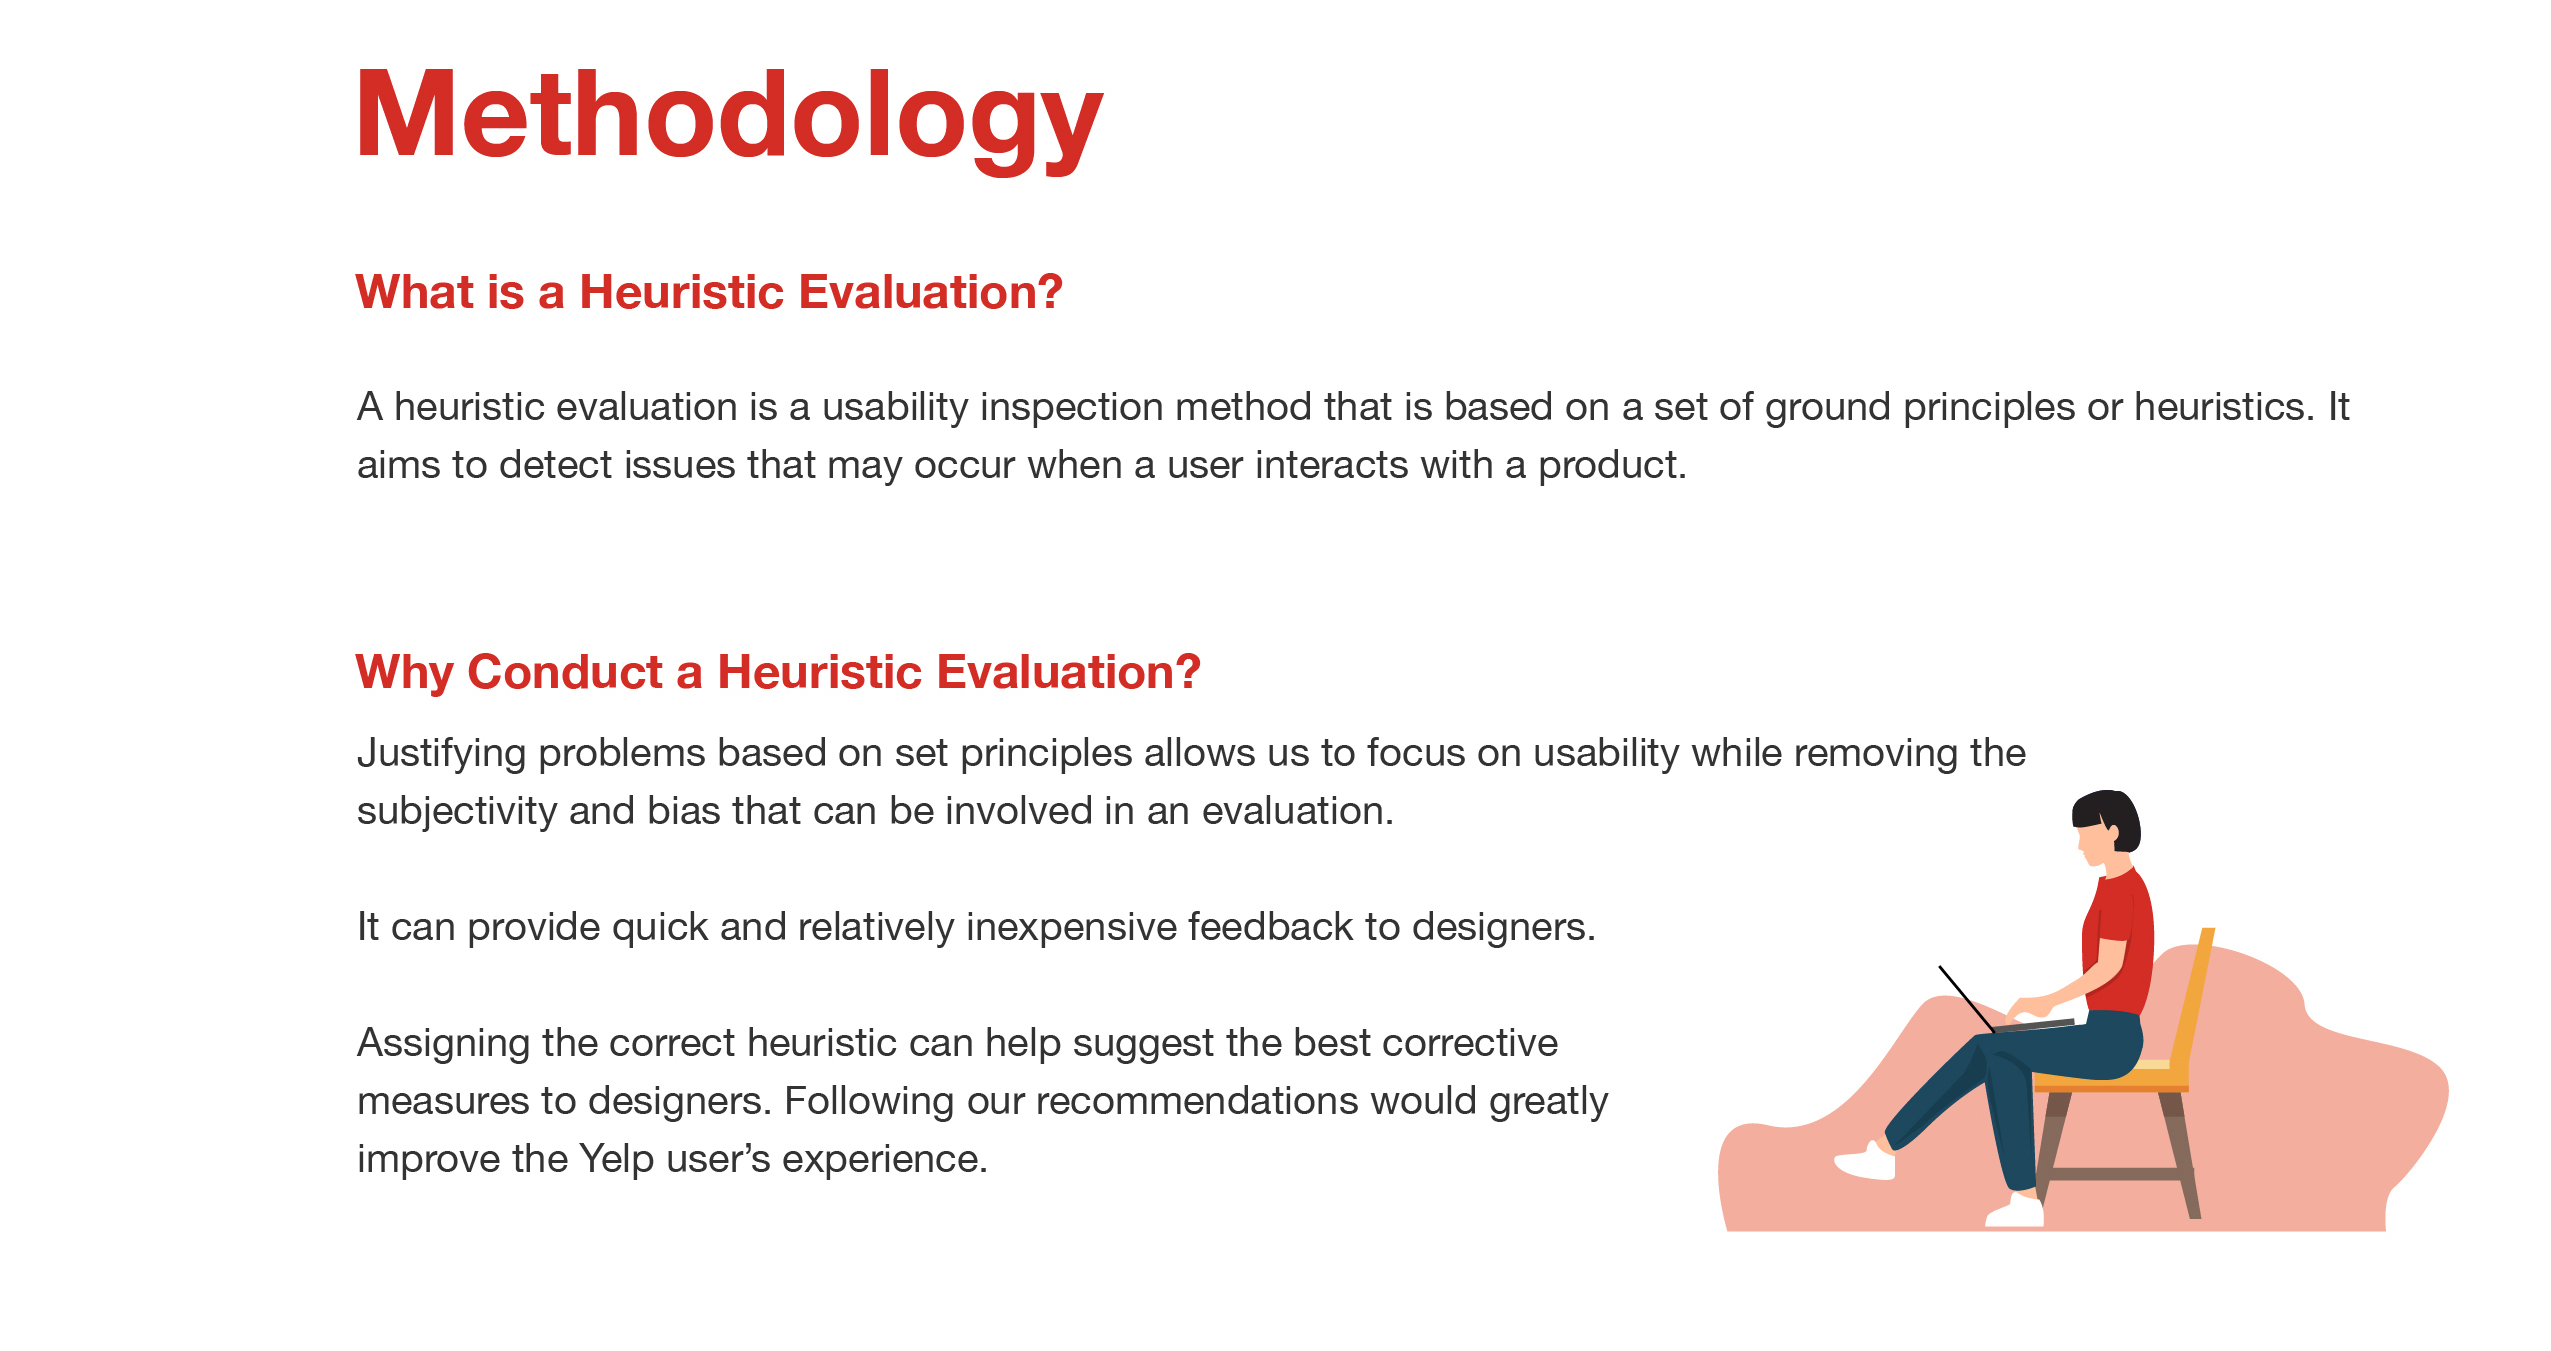 Methodology
What is a Heuristic Evaluation?
A heuristic evaluation is a usability inspection method that is based on a set of ground principles or heuristics. It
aims to detect issues that may occur when a user interacts with a product.
Why Conduct a Heuristic Evaluation?
Justifying problems based on set principles allows us to focus on usability while removing the
subjectivity and bias that can be involved in an evaluation.
It can provide quick and relatively inexpensive feedback to designers.
Assigning the correct heuristic can help suggest the best corrective
measures to designers. Following our recommendations would greatly
improve the Yelp user’s experience.